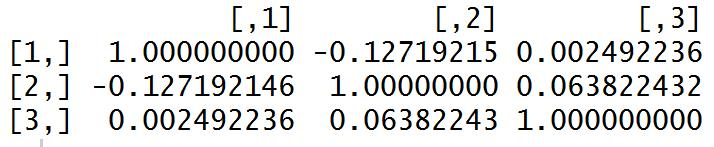 [,1] [,2] [,3]
[1,] 1.000000000 -0.12719215 0.002492236
[2,] -0.127192146 1.00000000 0.063822432
[3,] 0.002492236 0.06382243 1.000000000